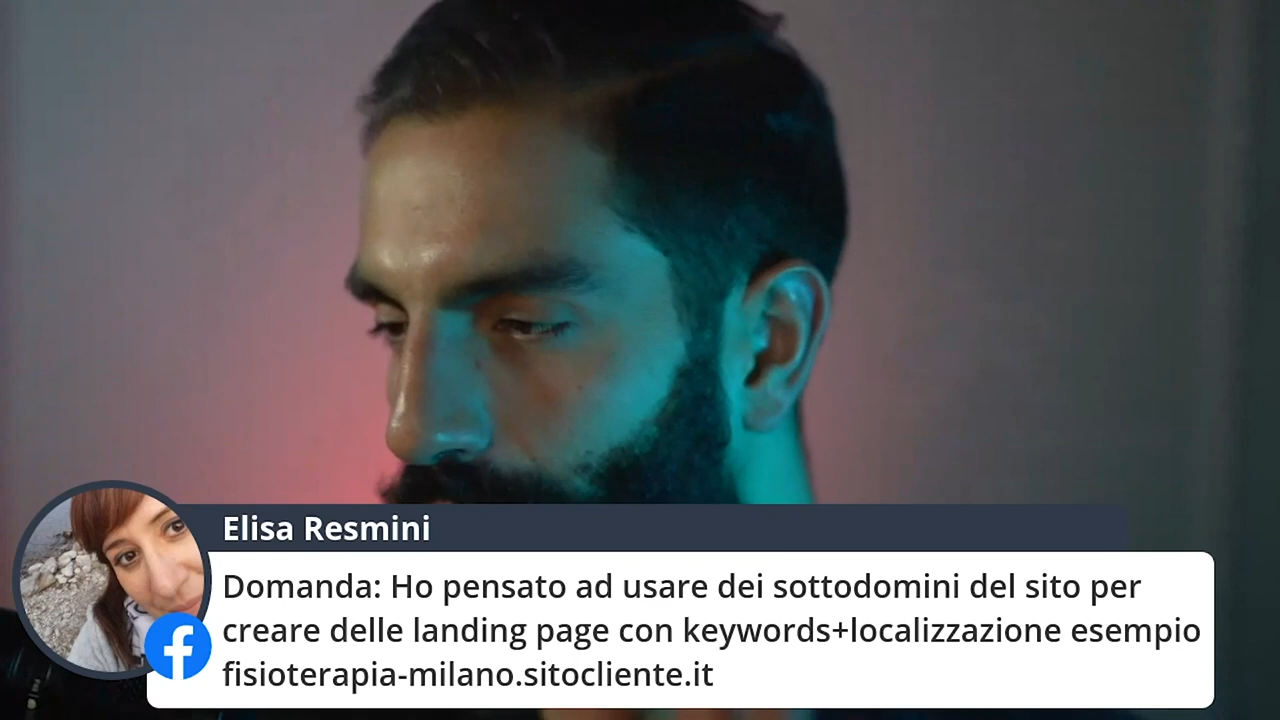 Elisa Resmini
Domanda: Ho pensato ad usare dei sottodomini del sito per
creare delle landing page con keywords+localizzazione esempio
fisioterapia-milano.sitocliente.it